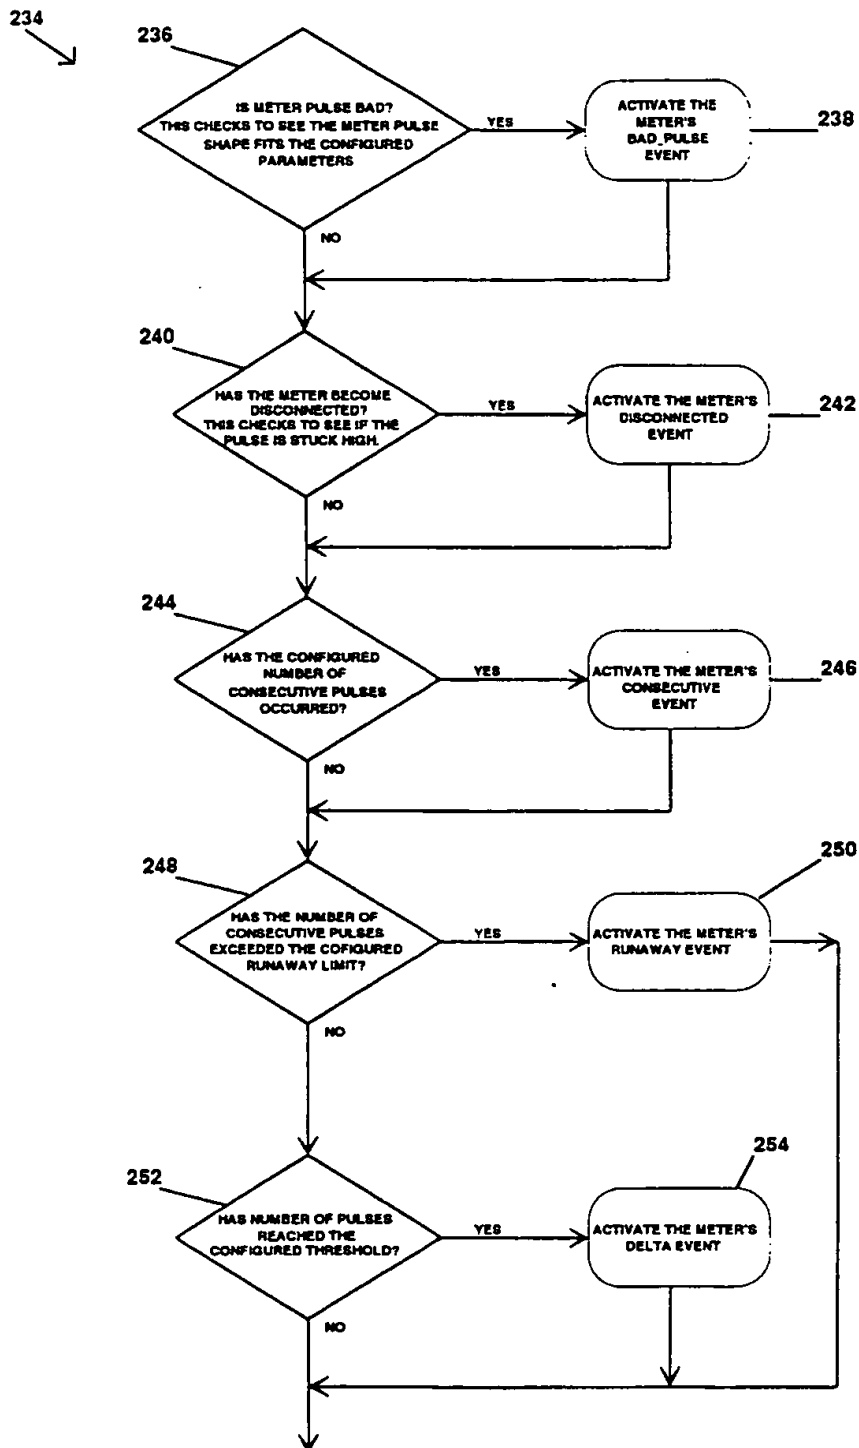 234
236
IS METER PULSE BAD?
THIS CHECKS TO SEE THE METER PULSE
SHAPE FITS THE CONFIGURED
PARAMETERS
YES
ACTIVATE THE
METER'S
BAD_PULSE
EVENT
238
NO
240
HAS THE METER BECOME
DISCONNECTED?
THIS CHECKS TO SEE IF THE
PULSE IS STUCK HIGH.
YES
ACTIVATE THE METER'S
DISCONNECTED
EVENT
242
NO
244
HAS THE CONFIGURED
NUMBER OF
CONSECUTIVE PULSES
OCCURRED?
YES
ACTIVATE THE METER'S
CONSECUTIVE
EVENT
246
NO
248
HAS THE NUMBER OF
CONSECUTIVE PULSES
EXCEEDED THE COFIGURED
RUNAWAY LIMIT?
YES
ACTIVATE THE METER'S
RUNAWAY EVENT
250
NO
252
HAS NUMBER OF PULSES
REACHED THE
CONFIGURED THRESHOLD?
YES
ACTIVATE THE METER'S
DELTA EVENT
254
NO